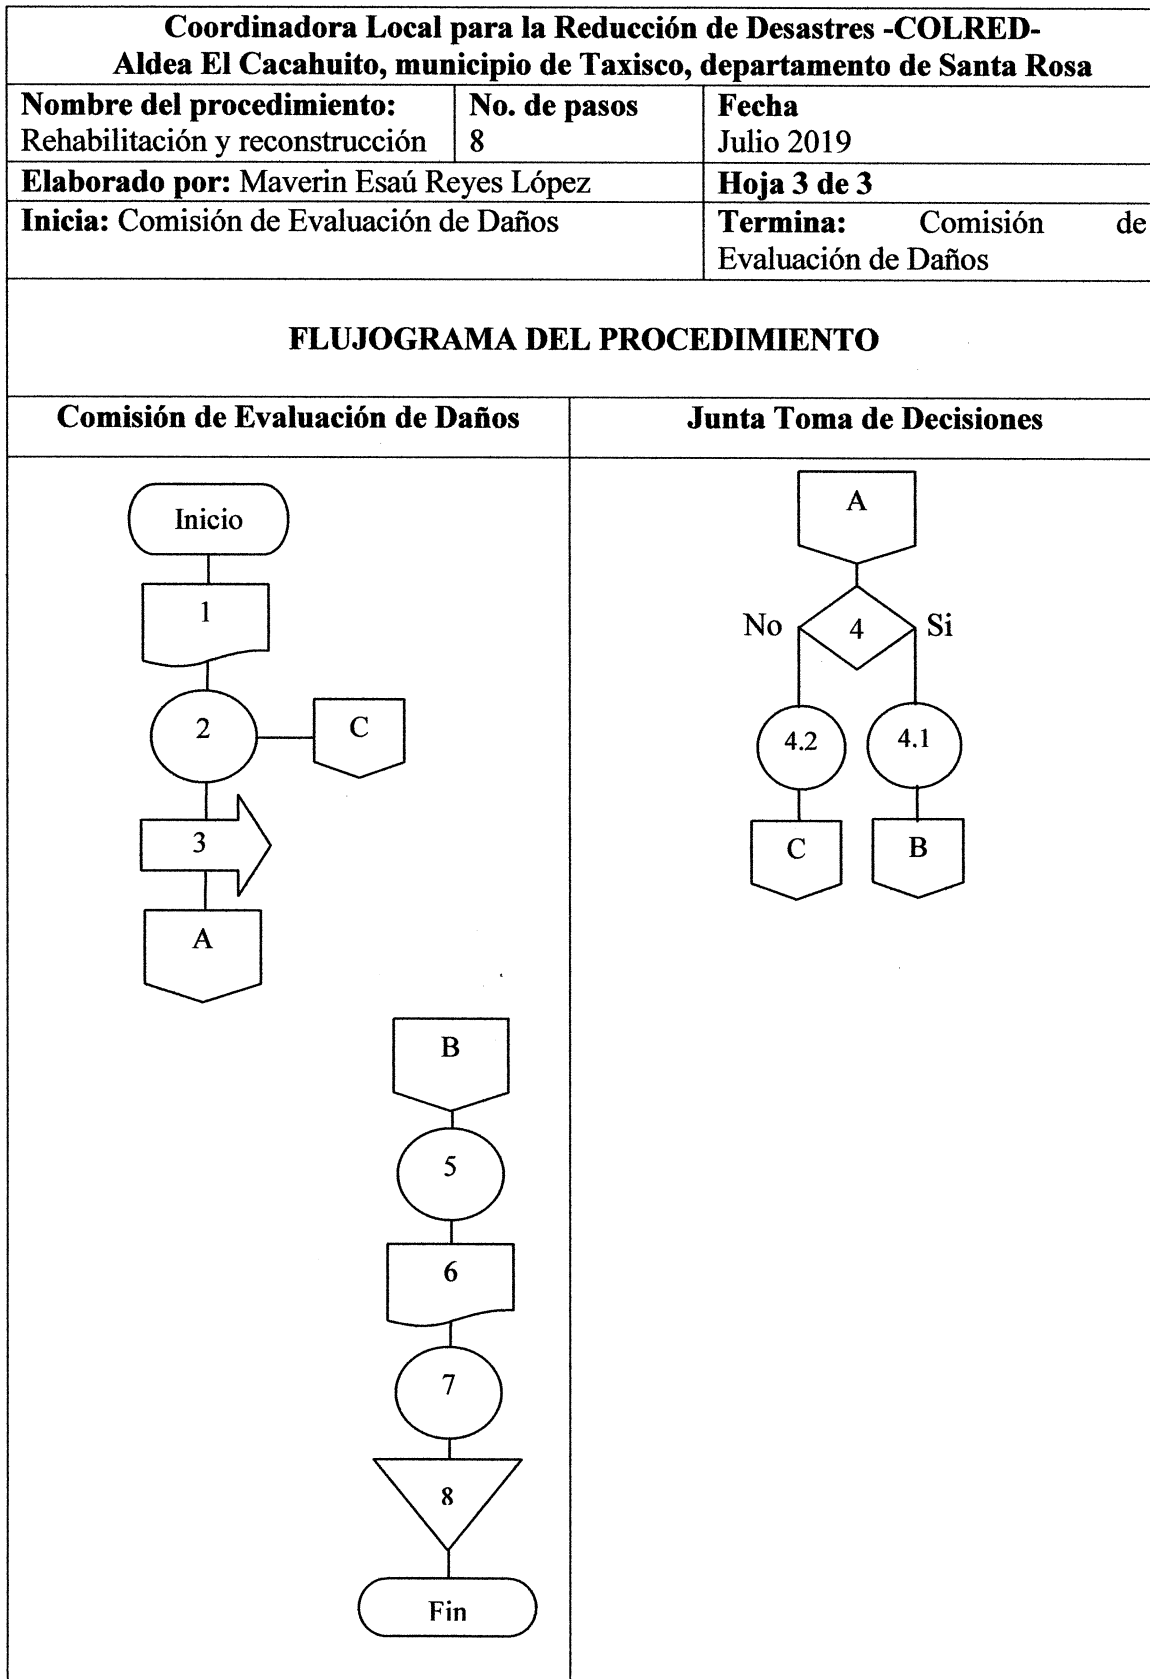 Coordinadora Local para la Reducción de Desastres -COLRED-
Aldea El Cacahuito, municipio de Taxisco, departamento de Santa Rosa
Nombre del procedimiento:
Rehabilitación y reconstrucción
No. de pasos
8
Fecha
Julio 2019
Elaborado por: Maverin Esaú Reyes López
Hoja 3 de 3
Inicia: Comisión de Evaluación de Daños
Termina: Comisión de
Evaluación de Daños
FLUJOGRAMA DEL PROCEDIMIENTO
Comisión de Evaluación de Daños
Junta Toma de Decisiones
Inicio
1
2
C
3
A
B
5
6
7
8
Fin
A
No
4
Si
4.2
4.1
C
B